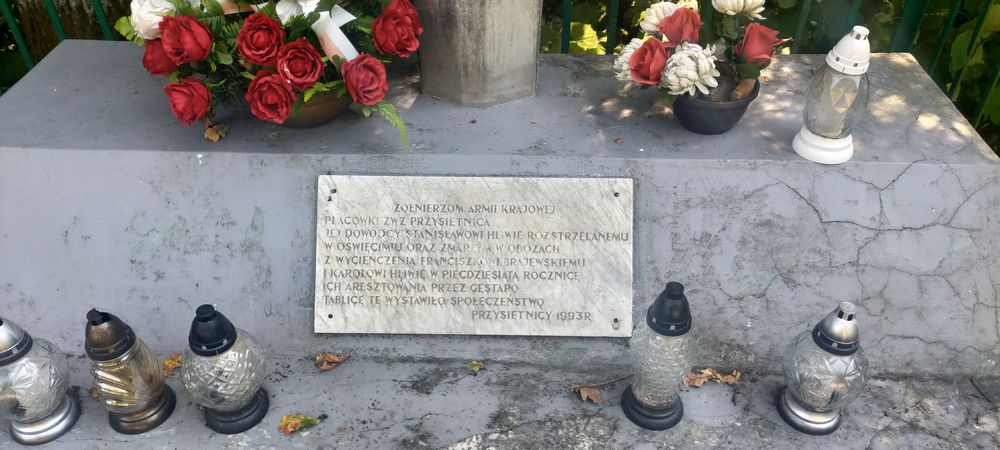 ŻOŁNIERZOM ARMII KRAJOWEJ
PLACÓWKI ZWZ PRZYSIETNICA
JEJ DOWÓDCY STANISŁAWOWI HLIWIE ROZSTRZELANEMU
W OŚWIĘCIMIU ORAZ ZMARŁYM W OBOZACH
Z WYCIEŃCZENIA FRANCISZKOWI BRAJEWSKIEMU
I KAROLOWI HLIWIE W PIĘĆDZIESIĄTĄ ROCZNICĘ
ICH ARESZTOWANIA PRZEZ GESTAPO
TABLICĘ TĘ WYSTAWIŁO SPOŁECZEŃSTWO
PRZYSIETNICY 1993R